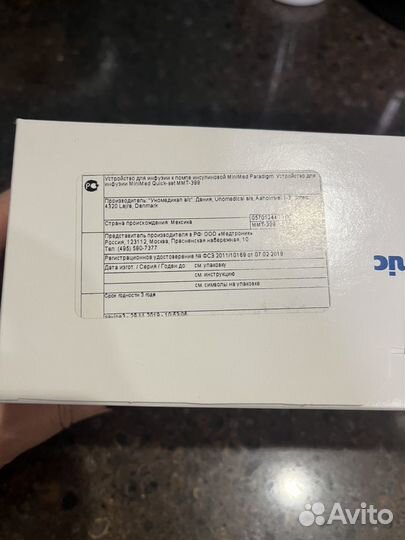 Устройство для инфузии к помпе инсулиновой MiniMed Paradigm: Устройство для
инфузии MiniMed Quick-set MMT-399
Производитель: "Уномедикал а/с", Дания, Unomedical a/s, Aaholmvej 1-3, Osted,
4320 Lejre, Denmark
Страна происхождения: Мексика
MMT-399
Представитель производителя в РФ: ООО «Медтроник»
Россия, 123112, Москва, Пресненская набережная, 10
Тел. (495) 580-7377
Регистрационное удостоверение № ФСЗ 2011/10169 от 07.02.2019
Дата изгот. / Серия / Годен до см. упаковку
см. инструкцию
см. символы на упаковке
Срок годности 3 года
nic
Avito